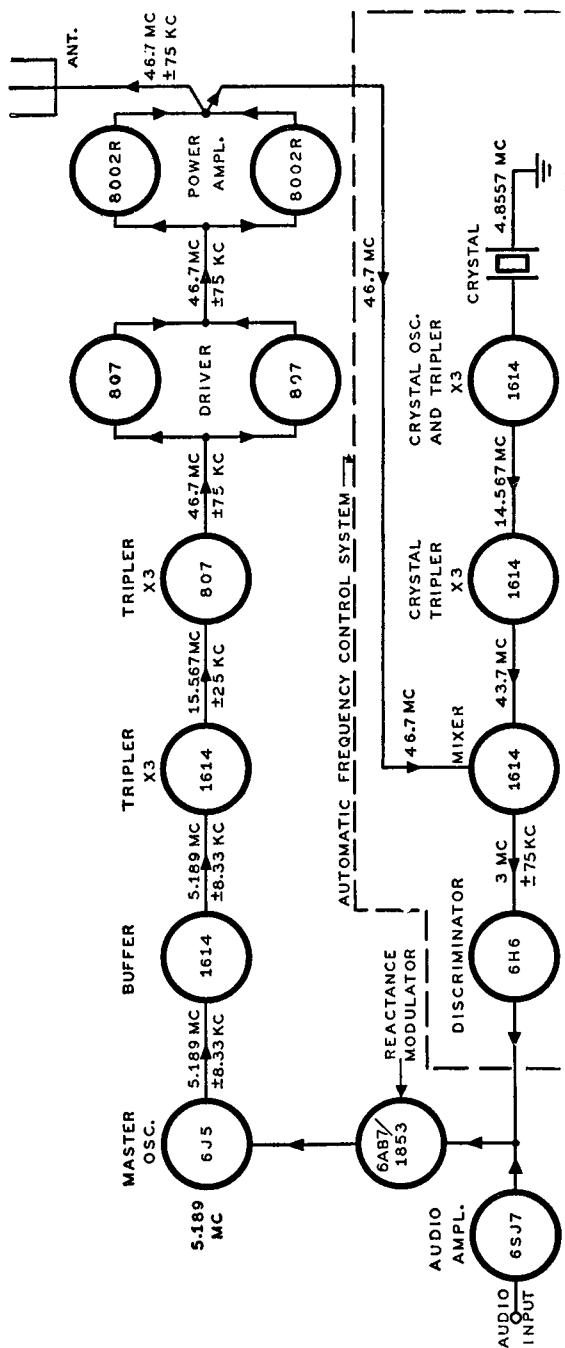 MASTER
OSC.
6J5
5.189
MC
5.189 MC
±8.33 KC
BUFFER
1614
5.189 MC
±8.33 KC
TRIPLER
X3
1614
15.567 MC
±25 KC
TRIPLER
X3
807
46.7 MC
±75 KC
807
DRIVER
807
46.7 MC
±75 KC
8002R
POWER
AMPL.
8002R
ANT.
46.7 MC
±75 KC
REACTANCE
MODULATOR
6AB7/
1853
AUTOMATIC FREQUENCY CONTROL SYSTEM
46.7 MC
46.7 MC
AUDIO
AMPL.
6SJ7
AUDIO
INPUT
DISCRIMINATOR
6H6
3 MC
±75 KC
MIXER
1614
43.7 MC
CRYSTAL
TRIPLER
X3
1614
14.567 MC
CRYSTAL OSC.
AND TRIPLER
X3
1614
CRYSTAL
4.8557 MC